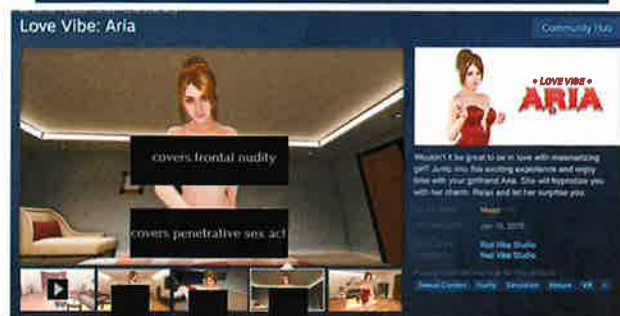 Love Vibe: Aria
Community Hub
covers frontal nudity
covers penetrative sex act
• LOVE VIBE •
ARIA
Wouldn't it be great to be in love with mesmerizing
girl? Jump into this exciting experience and enjoy
time with your girlfriend Aria. She will hypnotize you
with her charm. Relax and let her surprise you.
Red Vibe Studio
Red Vibe Studio
Sexual Content Nudity Simulation Mature VR +